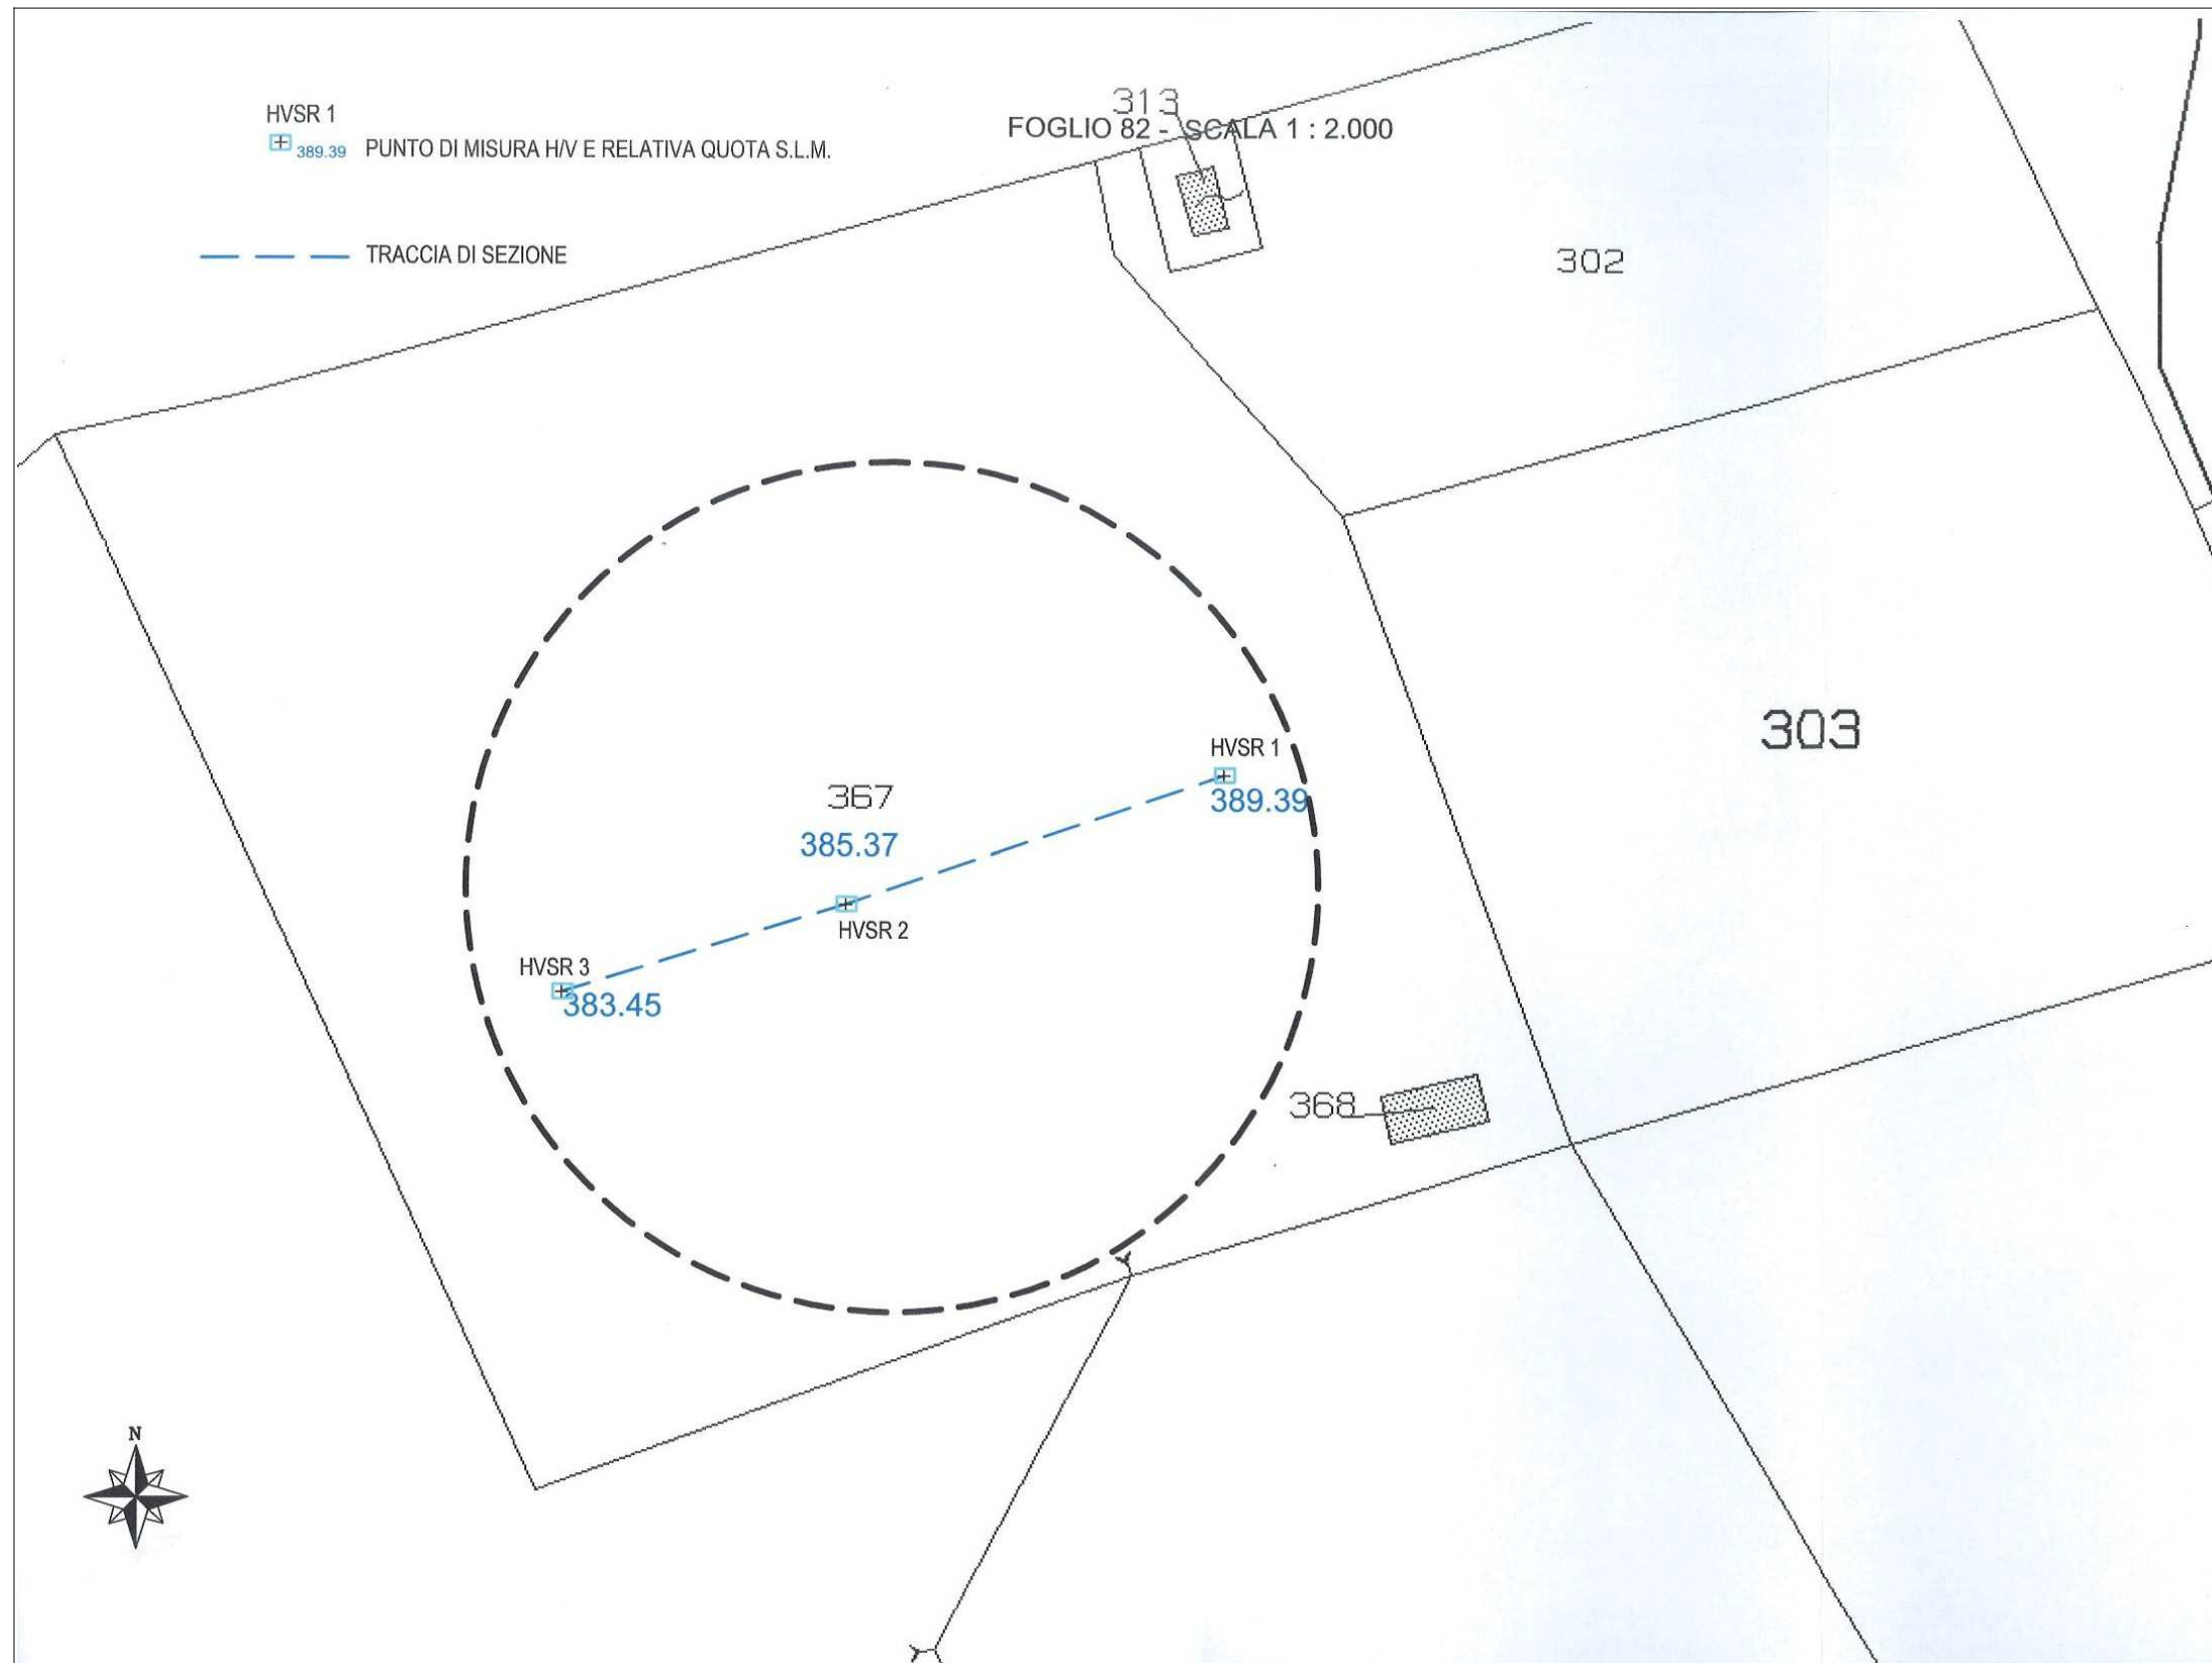 313
HVSR 1
FOGLIO 82 - SCALA 1 : 2.000
389.39 PUNTO DI MISURA H/V E RELATIVA QUOTA S.L.M.
TRACCIA DI SEZIONE
302
303
HVSR 1
367
389.39
385.37
HVSR 2
HVSR 3
383.45
368
N